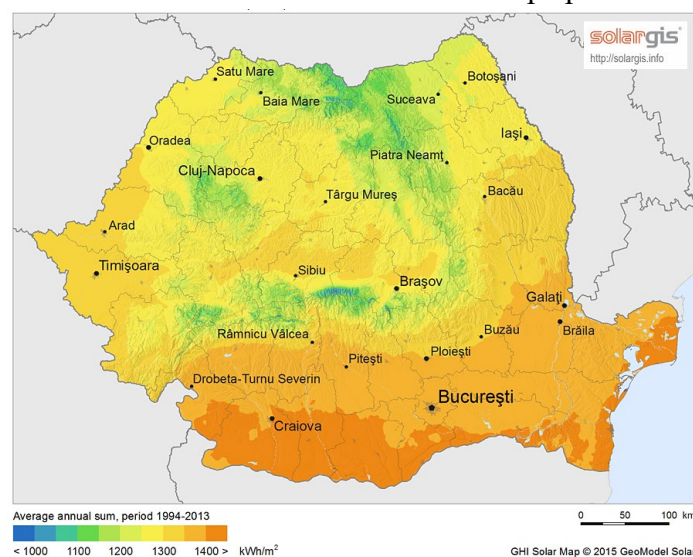 solargis
http://solargis.info
Satu Mare
Baia Mare
Botoşani
Suceava
Iaşi
Oradea
Piatra Neamţ
Cluj-Napoca
Târgu Mureş
Bacău
Arad
Timişoara
Sibiu
Braşov
Galaţi
Brăila
Buzău
Râmnicu Vâlcea
Piteşti
Ploieşti
Drobeta-Turnu Severin
Bucureşti
Craiova
Average annual sum, period 1994-2013
< 1000 1100 1200 1300 1400 > kWh/m²
0 50 100 km
GHI Solar Map © 2015 GeoModel Solar